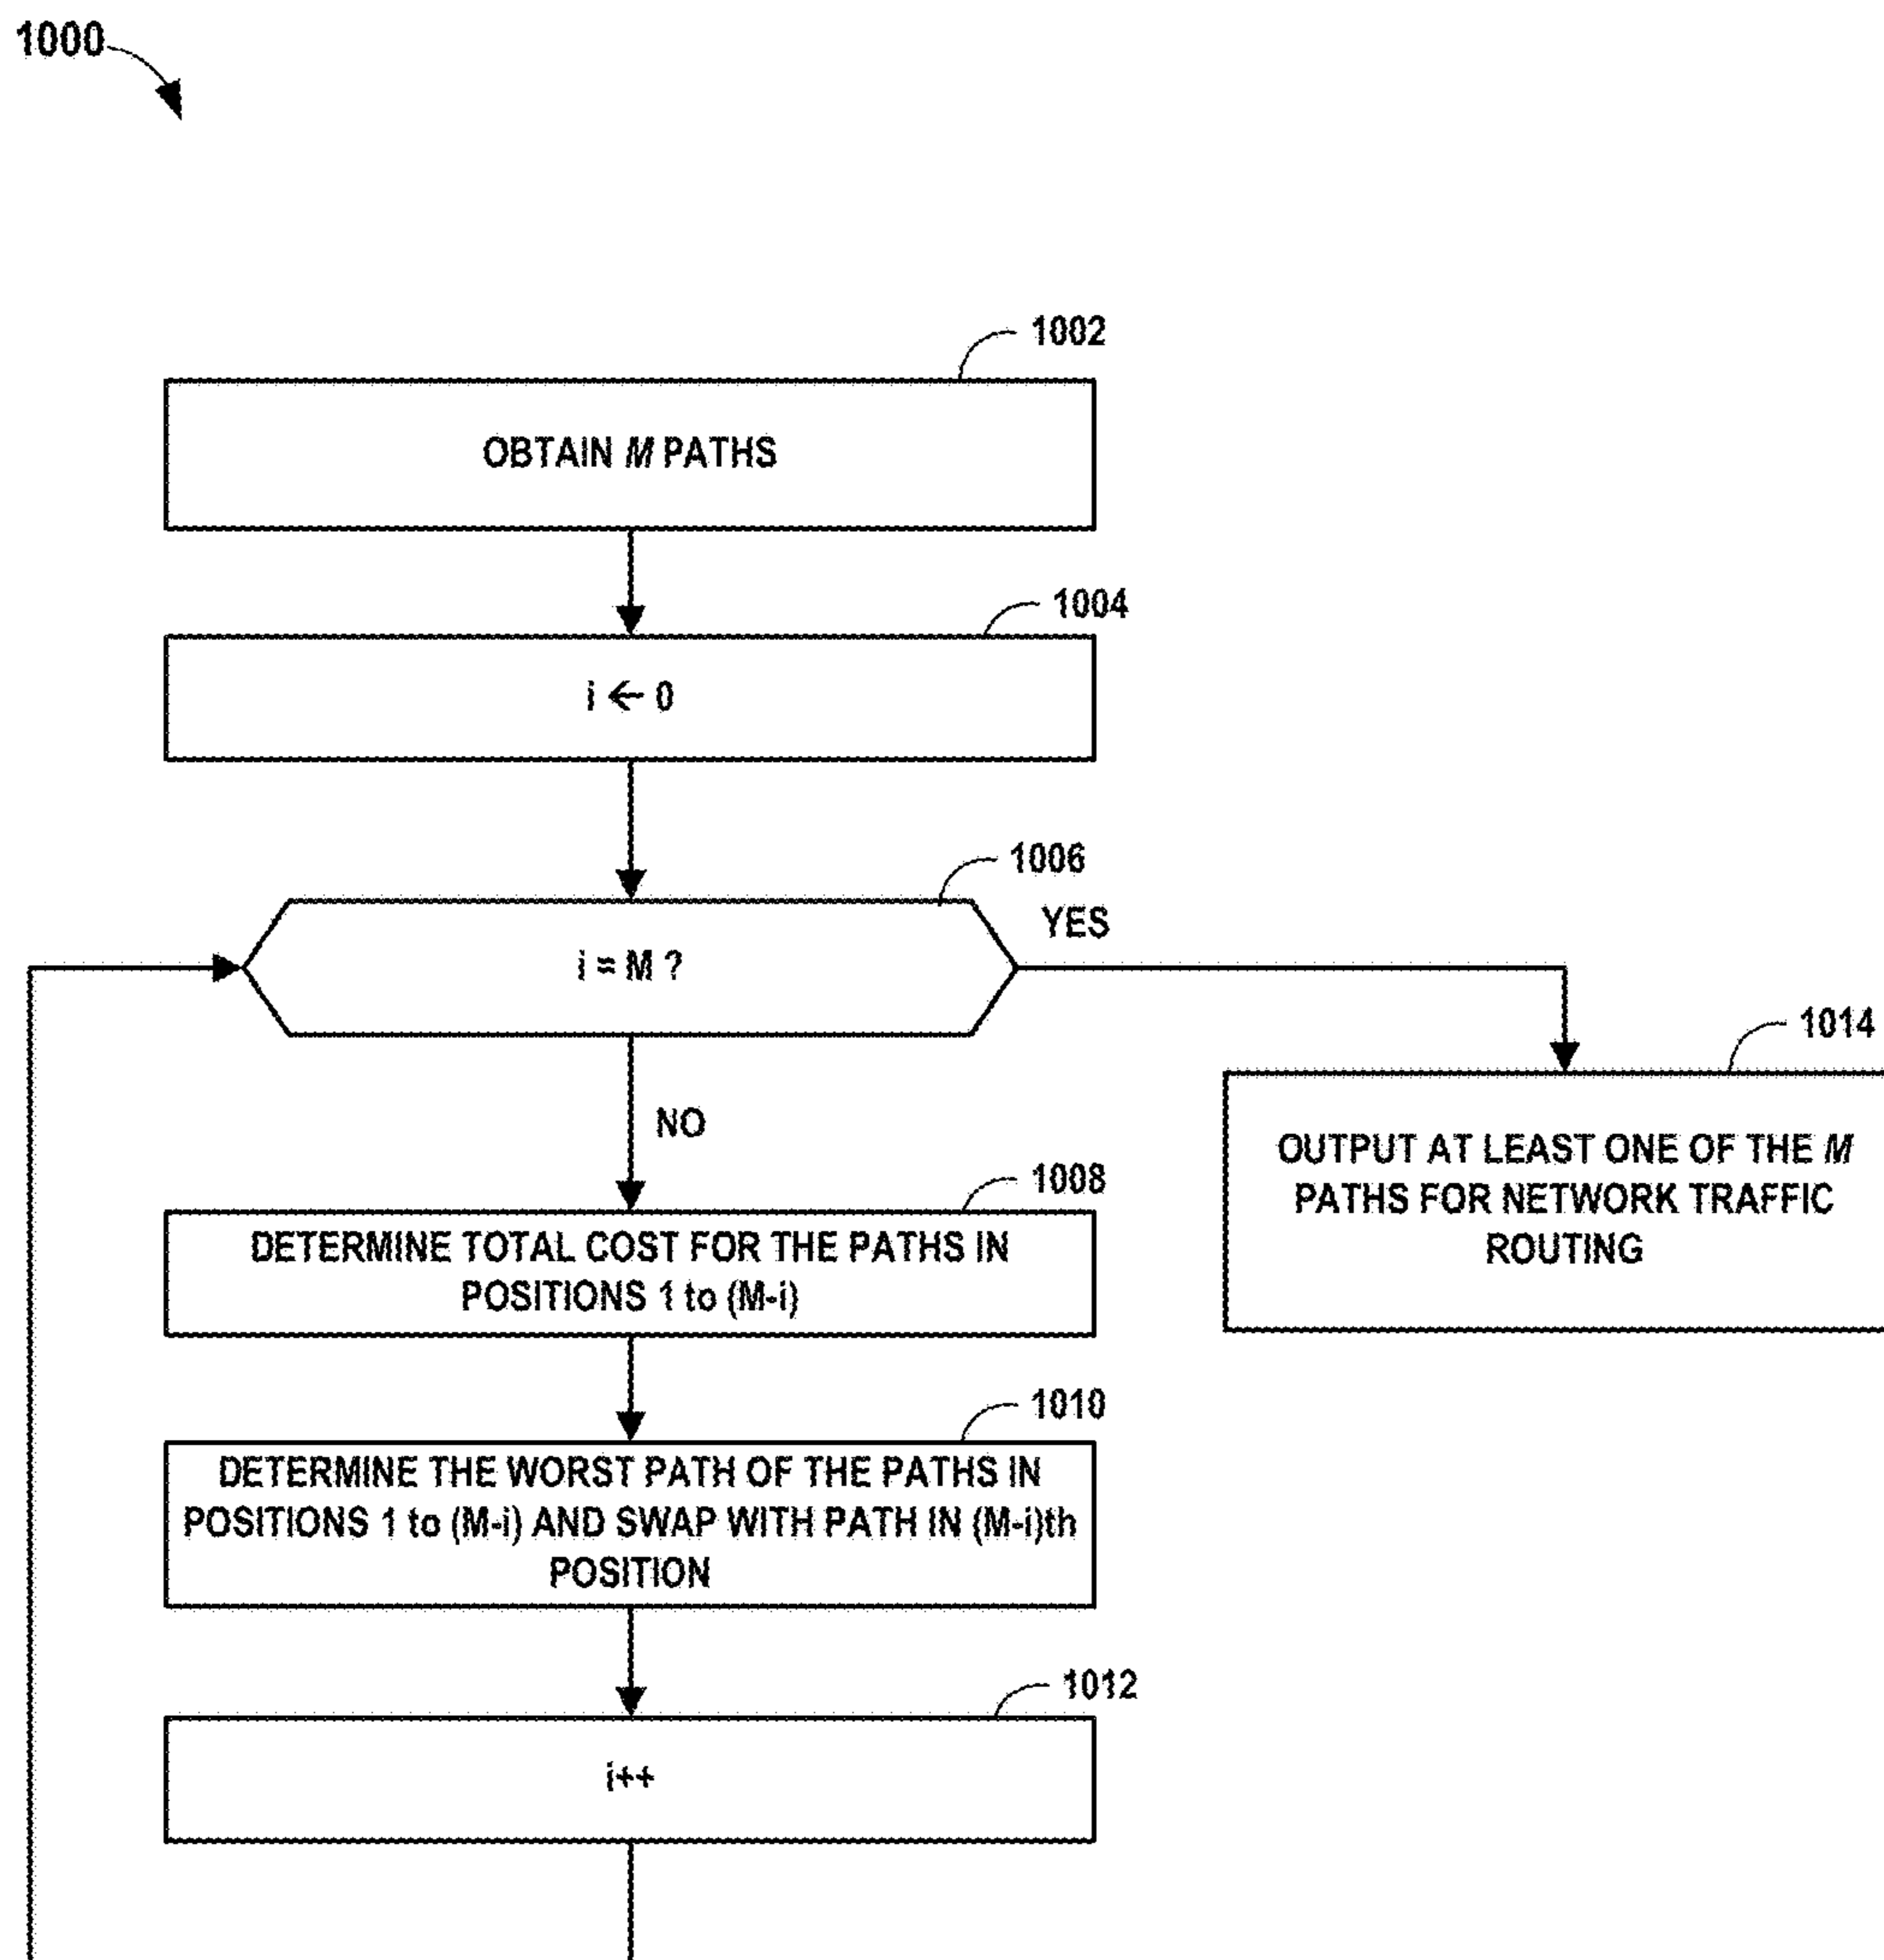 1000
1002
OBTAIN M PATHS
1004
i ← 0
1006
i = M ?
YES
1014
OUTPUT AT LEAST ONE OF THE M
PATHS FOR NETWORK TRAFFIC
ROUTING
NO
1008
DETERMINE TOTAL COST FOR THE PATHS IN
POSITIONS 1 to (M-i)
1010
DETERMINE THE WORST PATH OF THE PATHS IN
POSITIONS 1 to (M-i) AND SWAP WITH PATH IN (M-i)th
POSITION
1012
i++